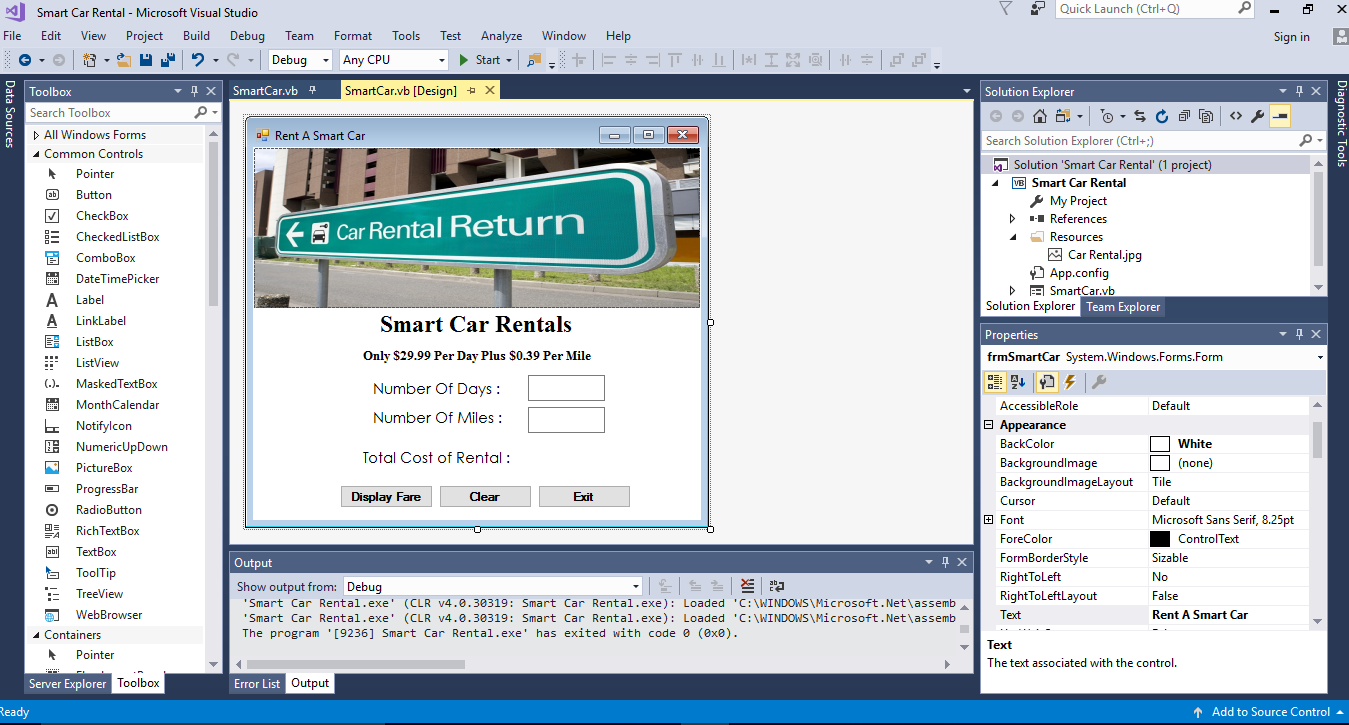 Smart Car Rental - Microsoft Visual Studio
Quick Launch (Ctrl+Q)
File Edit View Project Build Debug Team Format Tools Test Analyze Window Help
Sign in
Debug Any CPU Start
Data Sources
Toolbox
Search Toolbox
All Windows Forms
Common Controls
Pointer
Button
CheckBox
CheckedListBox
ComboBox
DateTimePicker
Label
LinkLabel
ListBox
ListView
MaskedTextBox
MonthCalendar
NotifyIcon
NumericUpDown
PictureBox
ProgressBar
RadioButton
RichTextBox
TextBox
ToolTip
TreeView
WebBrowser
Containers
Pointer
Server Explorer Toolbox
SmartCar.vb SmartCar.vb [Design]
Rent A Smart Car
Car Rental Return
Smart Car Rentals
Only $29.99 Per Day Plus $0.39 Per Mile
Number Of Days :
Number Of Miles :
Total Cost of Rental :
Display Fare Clear Exit
Output
Show output from: Debug
'Smart Car Rental.exe' (CLR v4.0.30319: Smart Car Rental.exe): Loaded 'C:\WINDOWS\Microsoft.Net\assemb
'Smart Car Rental.exe' (CLR v4.0.30319: Smart Car Rental.exe): Loaded 'C:\WINDOWS\Microsoft.Net\assemb
The program '[9236] Smart Car Rental.exe' has exited with code 0 (0x0).
Error List Output
Solution Explorer
Search Solution Explorer (Ctrl+;)
Solution 'Smart Car Rental' (1 project)
VB Smart Car Rental
My Project
References
Resources
Car Rental.jpg
App.config
SmartCar.vb
Solution Explorer Team Explorer
Properties
frmSmartCar System.Windows.Forms.Form
AccessibleRole Default
Appearance
BackColor White
BackgroundImage (none)
BackgroundImageLayout Tile
Cursor Default
Font Microsoft Sans Serif, 8.25pt
ForeColor ControlText
FormBorderStyle Sizable
RightToLeft No
RightToLeftLayout False
Text Rent A Smart Car
Text
The text associated with the control.
Diagnostic Tools
Ready
Add to Source Control